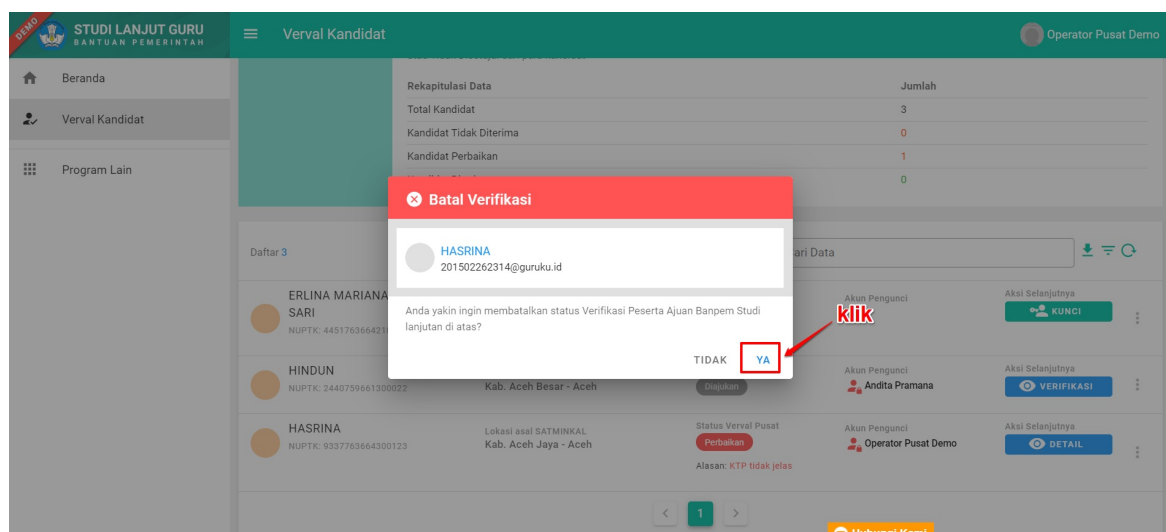 DEMO
STUDI LANJUT GURU
BANTUAN PEMERINTAH
Verval Kandidat
Operator Pusat Demo
Beranda
Verval Kandidat
Program Lain
Rekapitulasi Data Jumlah
Total Kandidat 3
Kandidat Tidak Diterima 0
Kandidat Perbaikan 1
0
Batal Verifikasi
HASRINA
201502262314@guruku.id
Anda yakin ingin membatalkan status Verifikasi Peserta Ajuan Banpem Studi
lanjutan di atas?
TIDAK YA
klik
Daftar 3
Data
ERLINA MARIANA
SARI
Akun Pengunci
Aksi Selanjutnya
KUNCI
HINDUN
NUPTK: 2440759661300022
Kab. Aceh Besar - Aceh
Diajukan
Akun Pengunci
Andita Pramana
Aksi Selanjutnya
VERIFIKASI
HASRINA
NUPTK: 9337763664300123
Lokasi asal SATMINKAL
Kab. Aceh Jaya - Aceh
Status Verval Pusat
Perbaikan
Alasan: KTP tidak jelas
Akun Pengunci
Operator Pusat Demo
Aksi Selanjutnya
DETAIL
1
Hubungi Kami